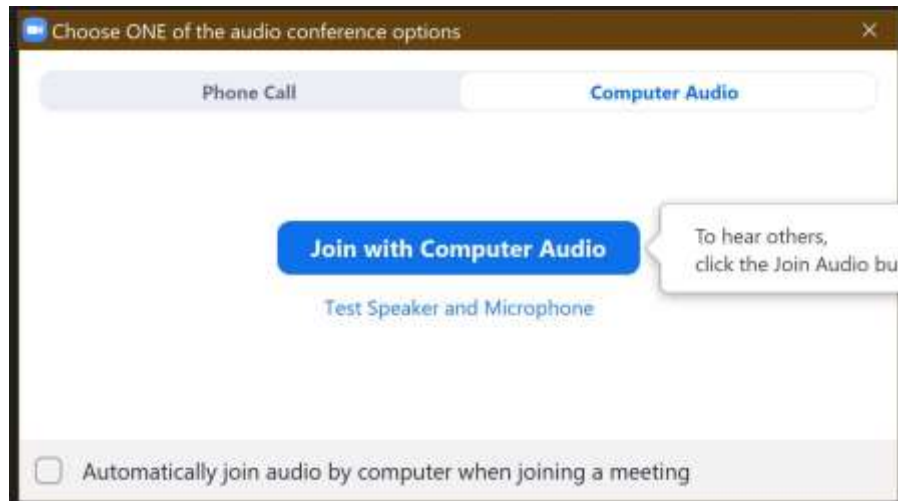 Choose ONE of the audio conference options
Phone Call
Computer Audio
Join with Computer Audio
To hear others,
click the Join Audio bu
Test Speaker and Microphone
Automatically join audio by computer when joining a meeting